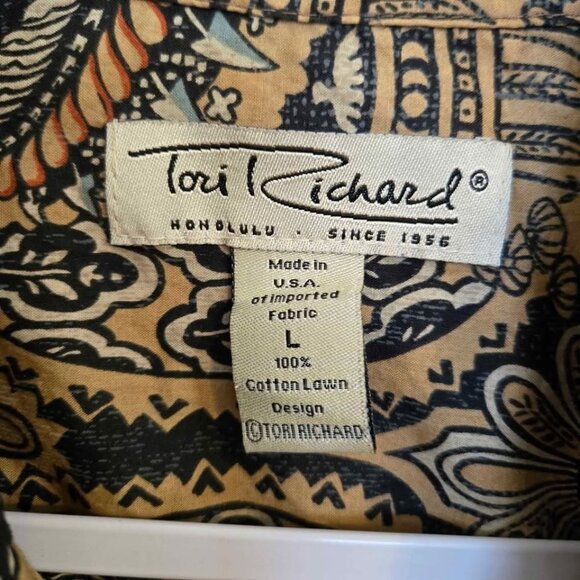 Tori Richard®
HONOLULU · SINCE 1956
Made in
U.S.A.
of imported
Fabric
L
100%
Cotton Lawn
Design
©TORI RICHARD